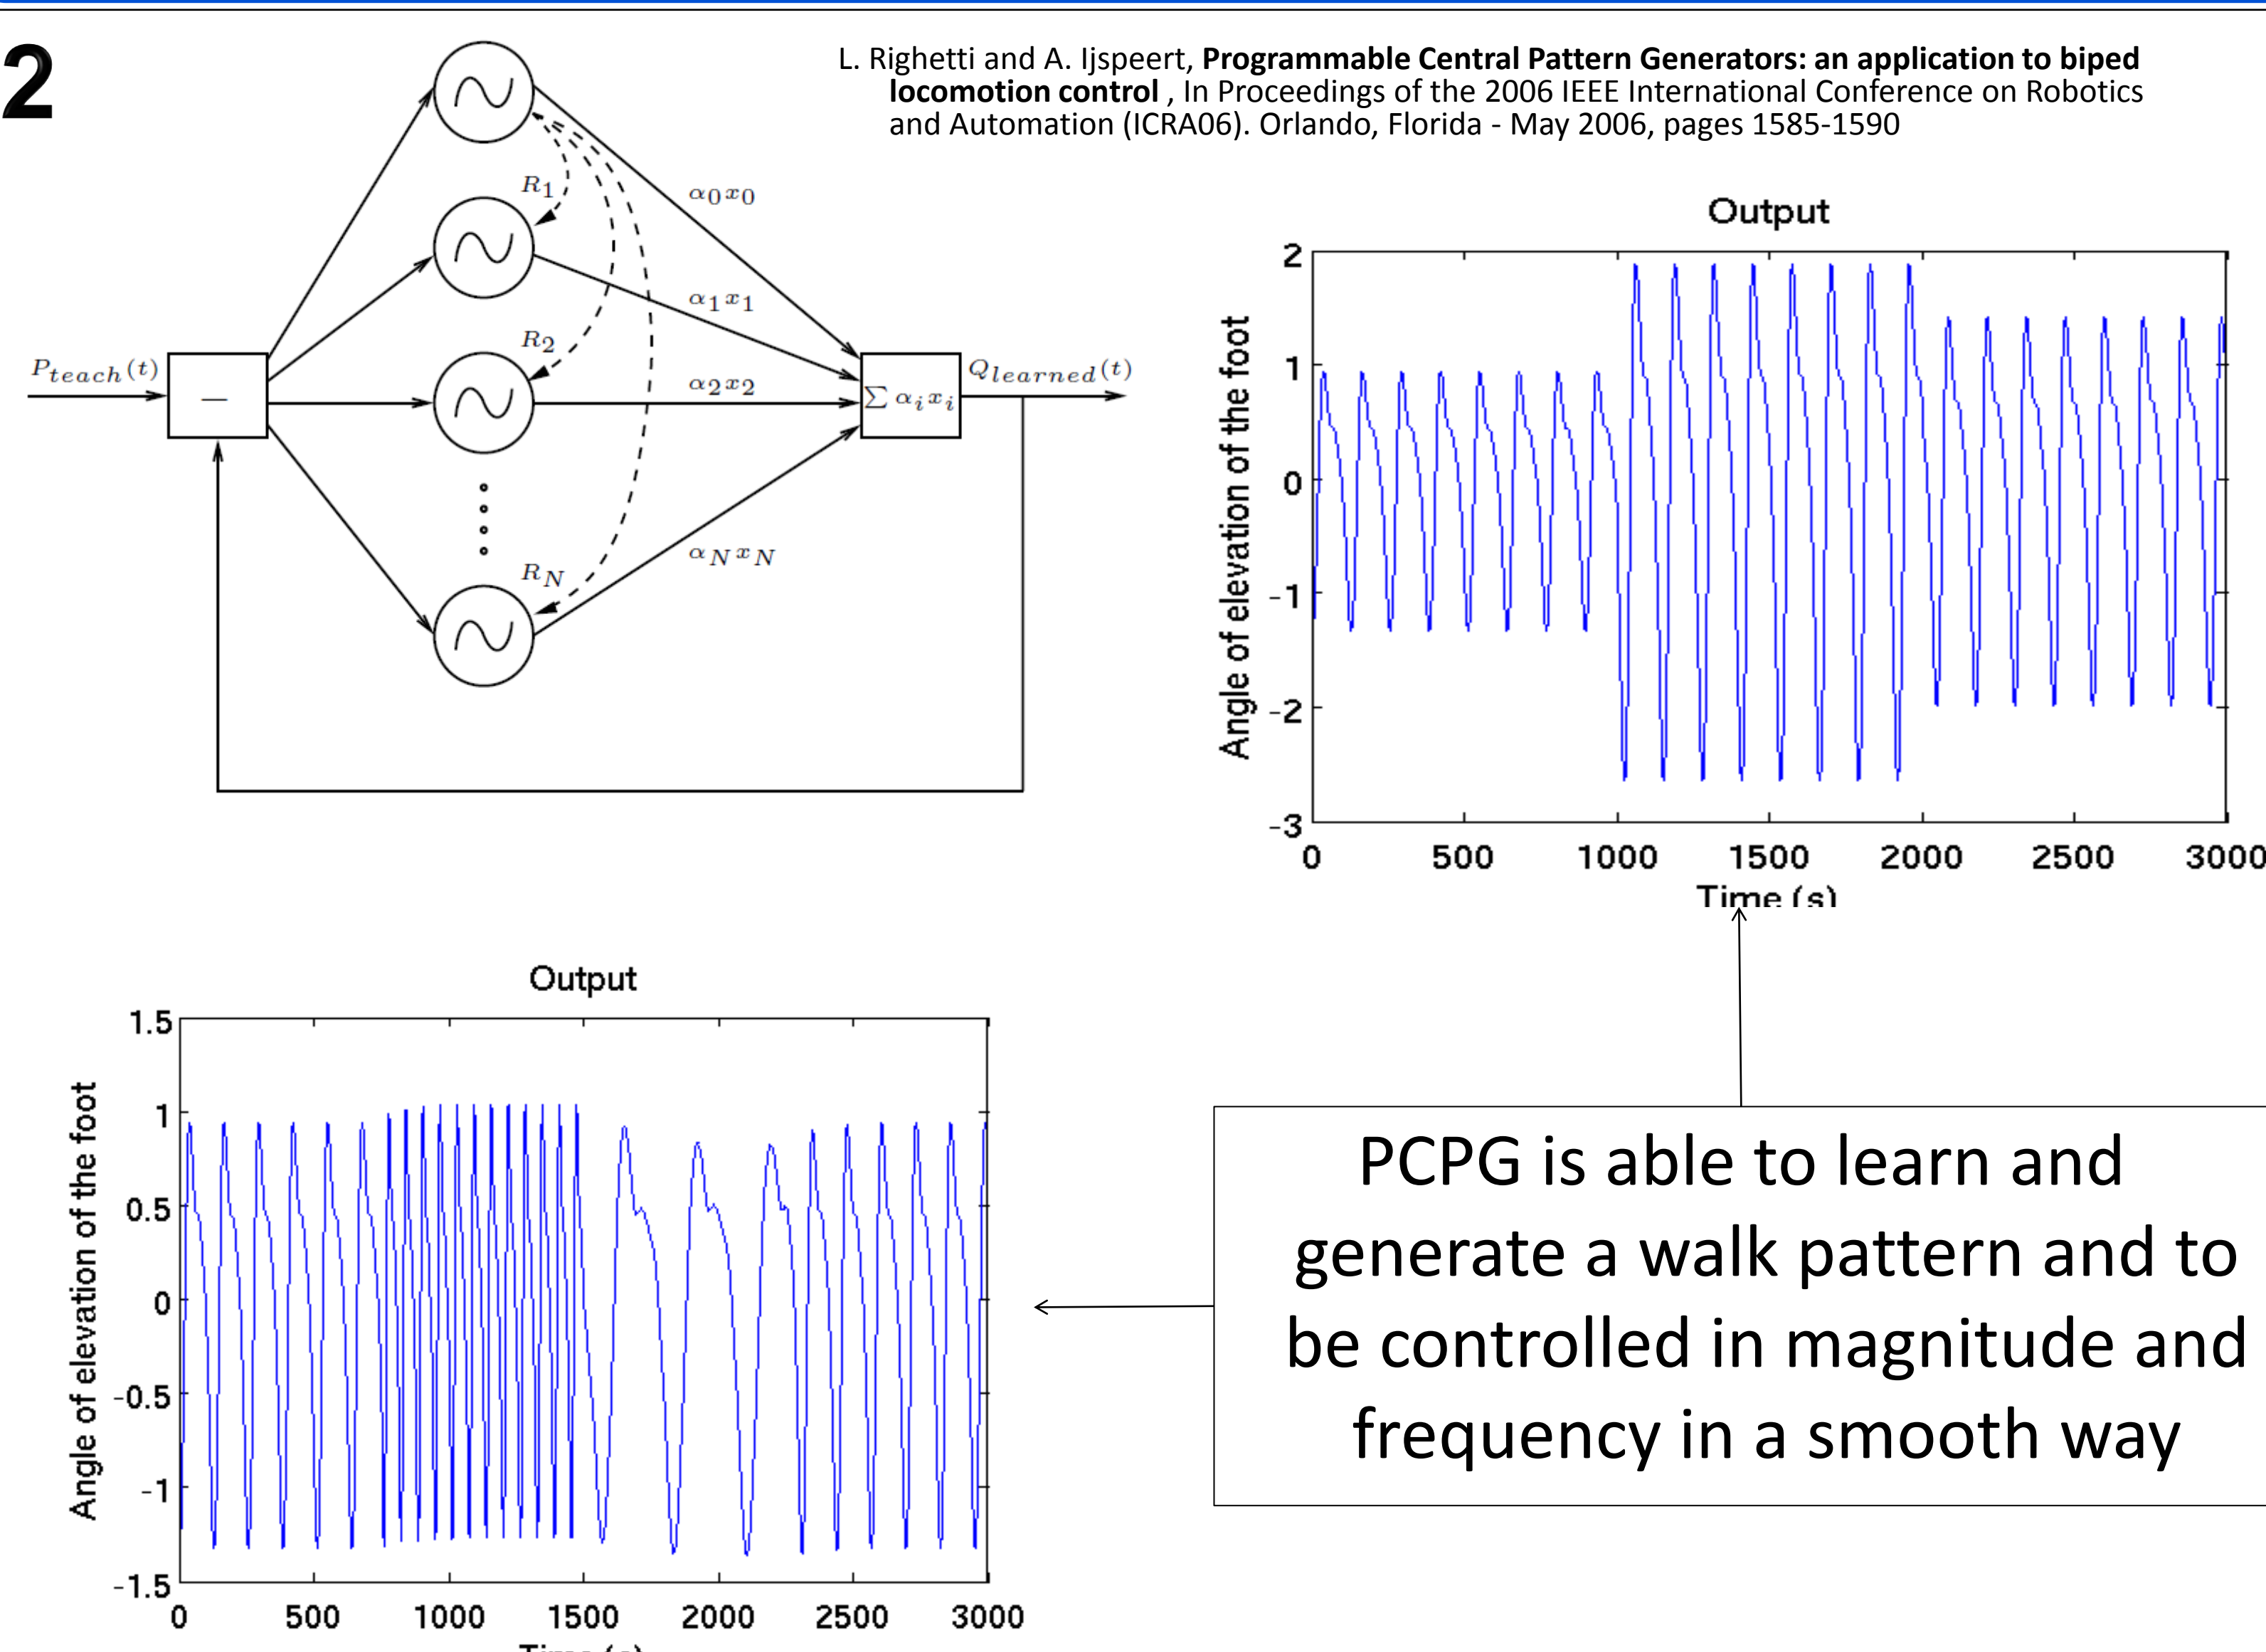 2
L. Righetti and A. Ijspeert, Programmable Central Pattern Generators: an application to biped
locomotion control , In Proceedings of the 2006 IEEE International Conference on Robotics
and Automation (ICRA06). Orlando, Florida - May 2006, pages 1585-1590
R1
α0x0
R2
α1x1
Pteach(t)
−
α2x2
∑ αixi
Qlearned(t)
RN
αNxN
Output
Angle of elevation of the foot
2
1
0
-1
-2
-3
0 500 1000 1500 2000 2500 3000
Time (s)
Output
Angle of elevation of the foot
1.5
1
0.5
0
-0.5
-1
-1.5
0 500 1000 1500 2000 2500 3000
Time (s)
PCPG is able to learn and
generate a walk pattern and to
be controlled in magnitude and
frequency in a smooth way